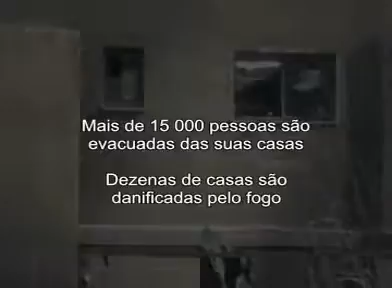 Mais de 15 000 pessoas são
evacuadas das suas casas
Dezenas de casas são
danificadas pelo fogo